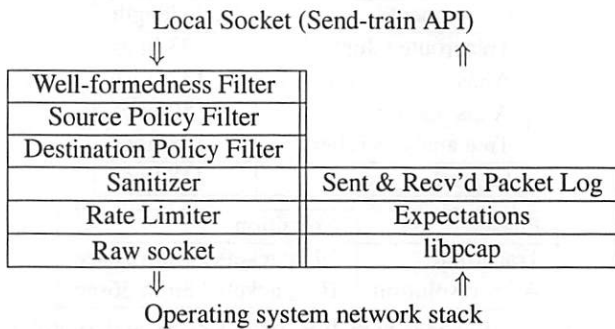 Local Socket (Send-train API)
⇓ ⇑
Well-formedness Filter
Source Policy Filter
Destination Policy Filter
Sanitizer Sent & Recv'd Packet Log
Rate Limiter Expectations
Raw socket libpcap
⇓ ⇑
Operating system network stack